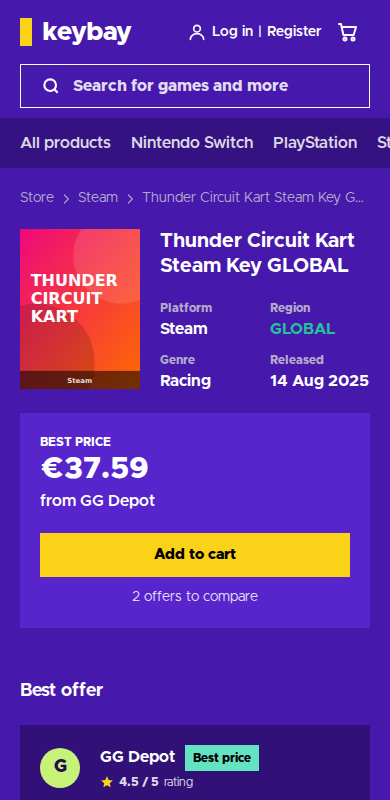 keybay
Log in | Register
Search for games and more
All products Nintendo Switch PlayStation St
Store > Steam > Thunder Circuit Kart Steam Key G...
THUNDER
CIRCUIT
KART
Steam
Thunder Circuit Kart
Steam Key GLOBAL
Platform Region
Steam GLOBAL
Genre Released
Racing 14 Aug 2025
BEST PRICE
€37.59
from GG Depot
Add to cart
2 offers to compare
Best offer
G
GG Depot Best price
4.5 / 5 rating